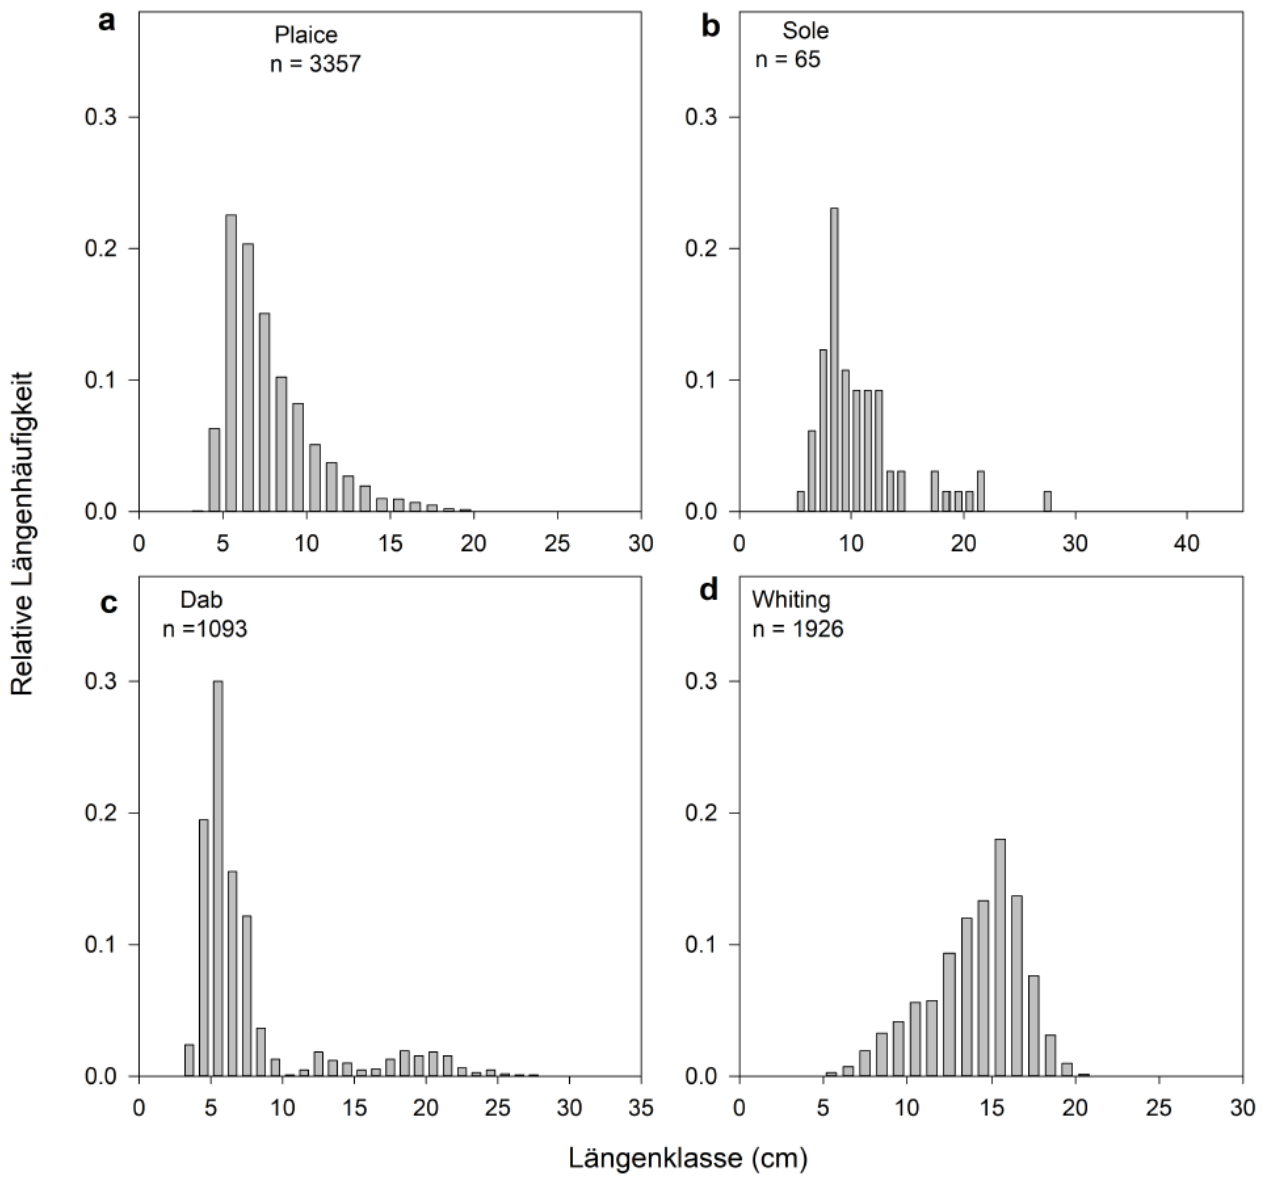 a
Plaice
n = 3357
0.3
0.2
0.1
0.0
0 5 10 15 20 25 30
b
Sole
n = 65
0.3
0.2
0.1
0.0
0 10 20 30 40
c
Dab
n =1093
0.3
0.2
0.1
0.0
0 5 10 15 20 25 30 35
d
Whiting
n = 1926
0.3
0.2
0.1
0.0
0 5 10 15 20 25 30
Relative Längenhäufigkeit
Längenklasse (cm)